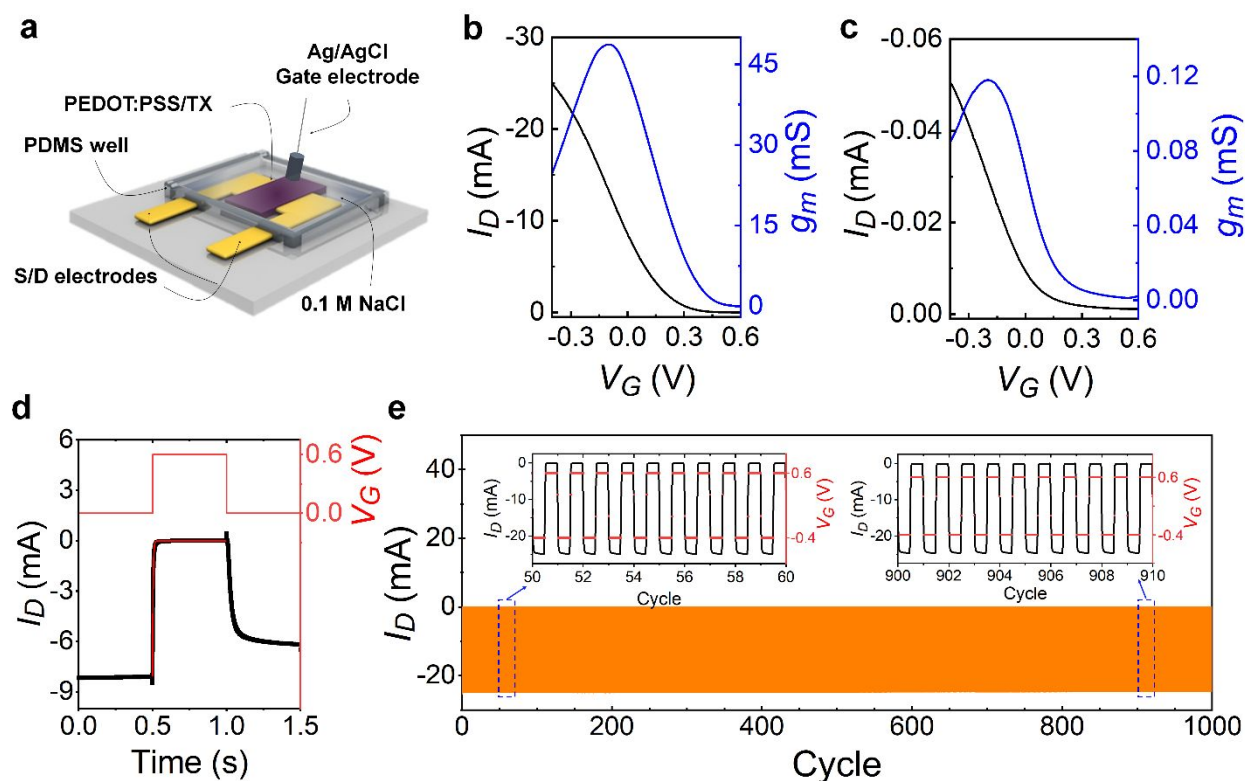 a
Ag/AgCl
Gate electrode
PEDOT:PSS/TX
PDMS well
S/D electrodes
0.1 M NaCl
b
-30
-20
-10
0
I_D (mA)
45
30
15
0
g_m (mS)
-0.3 0.0 0.3 0.6
V_G (V)
c
-0.06
-0.04
-0.02
0.00
I_D (mA)
0.12
0.08
0.04
0.00
g_m (mS)
-0.3 0.0 0.3 0.6
V_G (V)
d
6
3
0
-3
-6
-9
I_D (mA)
0.6
0.0
V_G (V)
0.0 0.5 1.0 1.5
Time (s)
e
40
20
0
-20
I_D (mA)
0 200 400 600 800 1000
Cycle
0
-10
-20
I_D (mA)
0.6
-0.4
V_G (V)
50 52 54 56 58 60
Cycle
0
-10
-20
I_D (mA)
0.6
-0.4
V_G (V)
900 902 904 906 908 910
Cycle